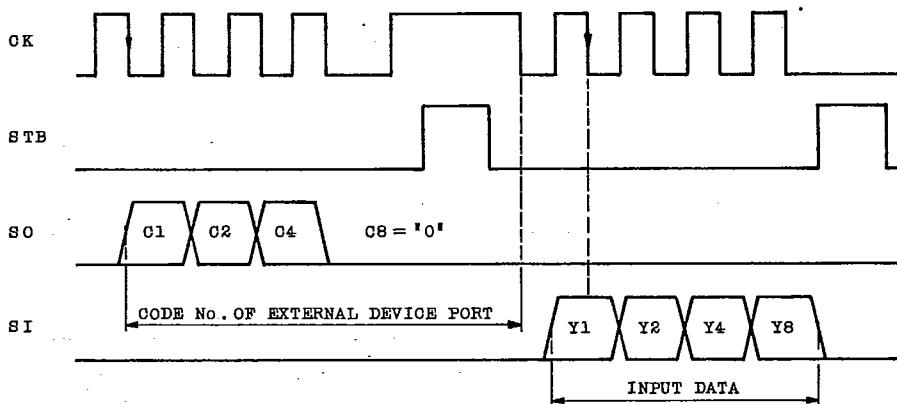 CK
STB
SO
C1 C2 C4 C8 = "0"
CODE No. OF EXTERNAL DEVICE PORT
SI
Y1 Y2 Y4 Y8
INPUT DATA